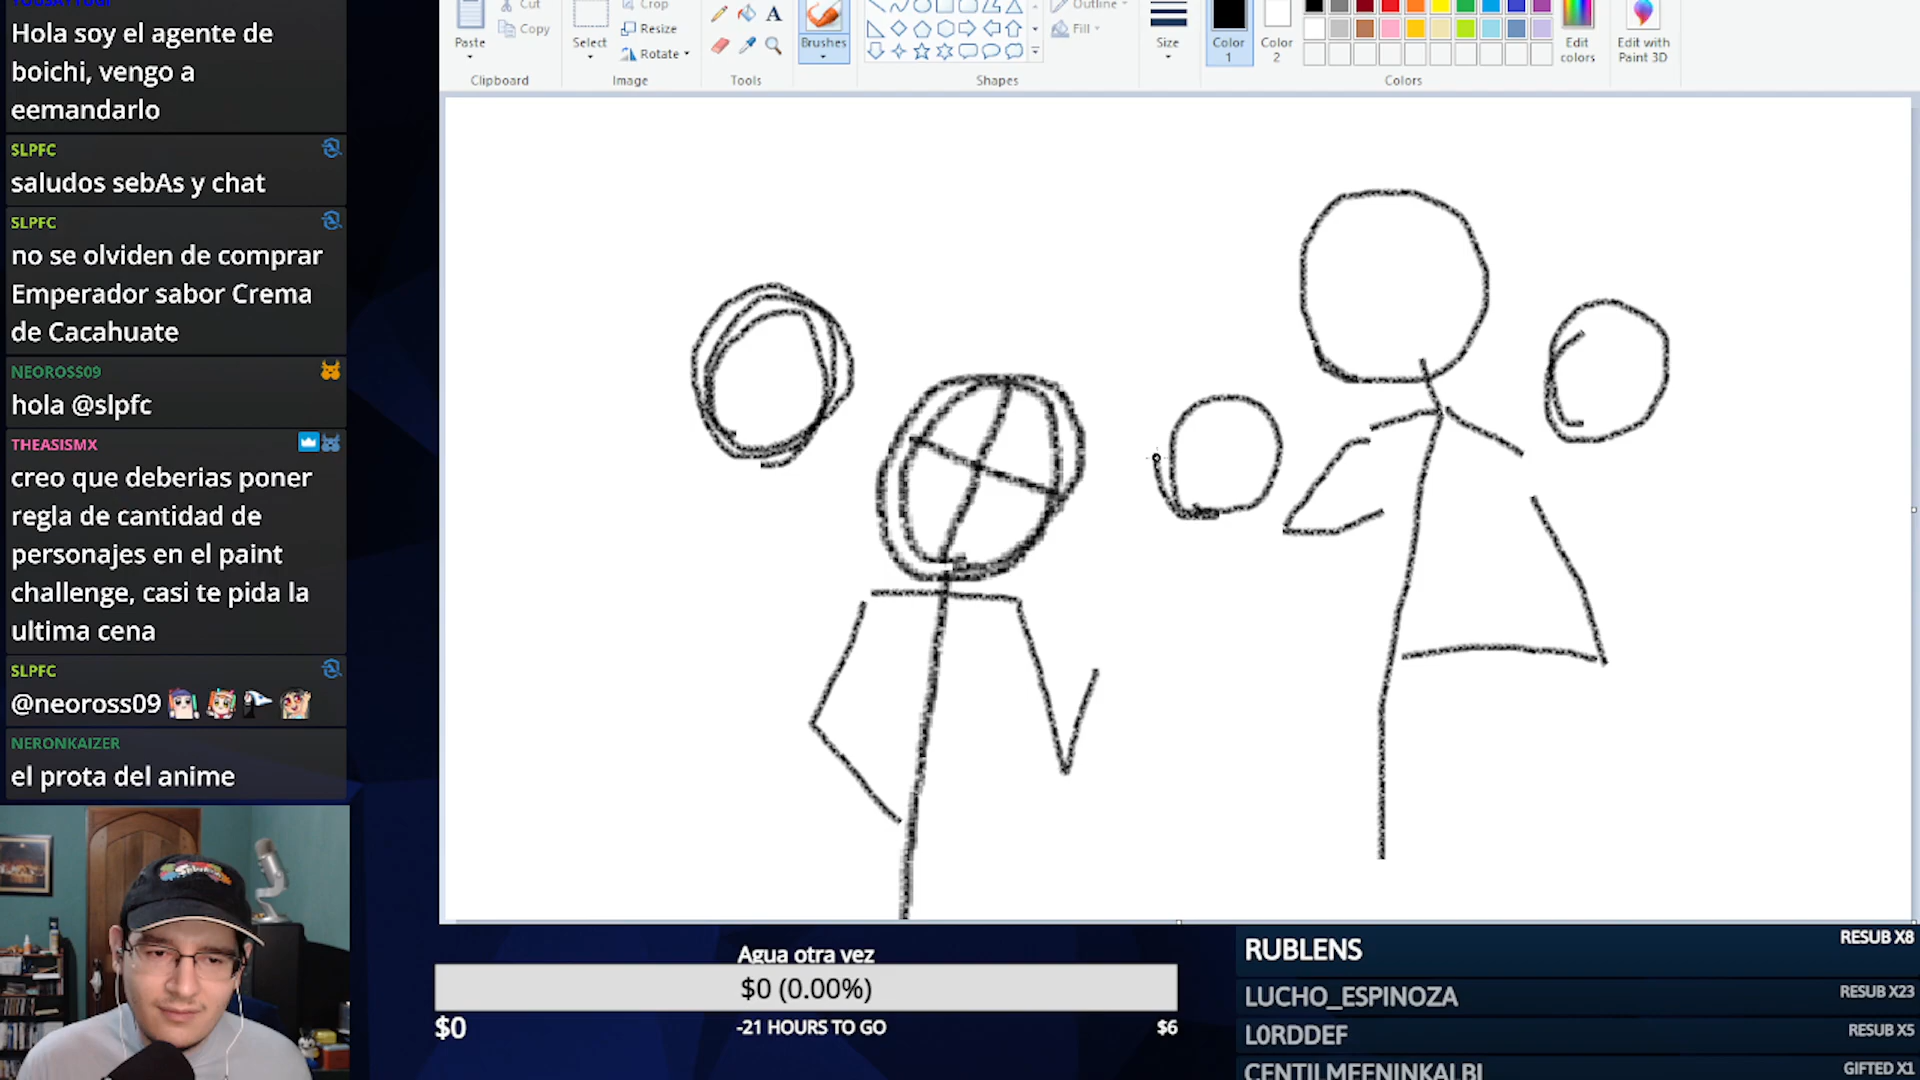 YOUSAYYUGI
Hola soy el agente de
boichi, vengo a
eemandarlo
SLPFC
saludos sebAs y chat
SLPFC
no se olviden de comprar
Emperador sabor Crema
de Cacahuate
NEOROSS09
hola @slpfc
THEASISMX
creo que deberias poner
regla de cantidad de
personajes en el paint
challenge, casi te pida la
ultima cena
SLPFC
@neoross09
NERONKAIZER
el prota del anime
Paste
Cut
Copy
Clipboard
Select
Crop
Resize
Rotate
Image
A
Tools
Brushes
Shapes
Outline
Fill
Size
Color
1
Color
2
Edit
colors
Edit with
Paint 3D
Colors
Agua otra vez
$0 (0.00%)
$0
-21 HOURS TO GO
$6
RUBLENS
RESUB X8
LUCHO_ESPINOZA
RESUB X23
L0RDDEF
RESUB X5
GIFTED X1